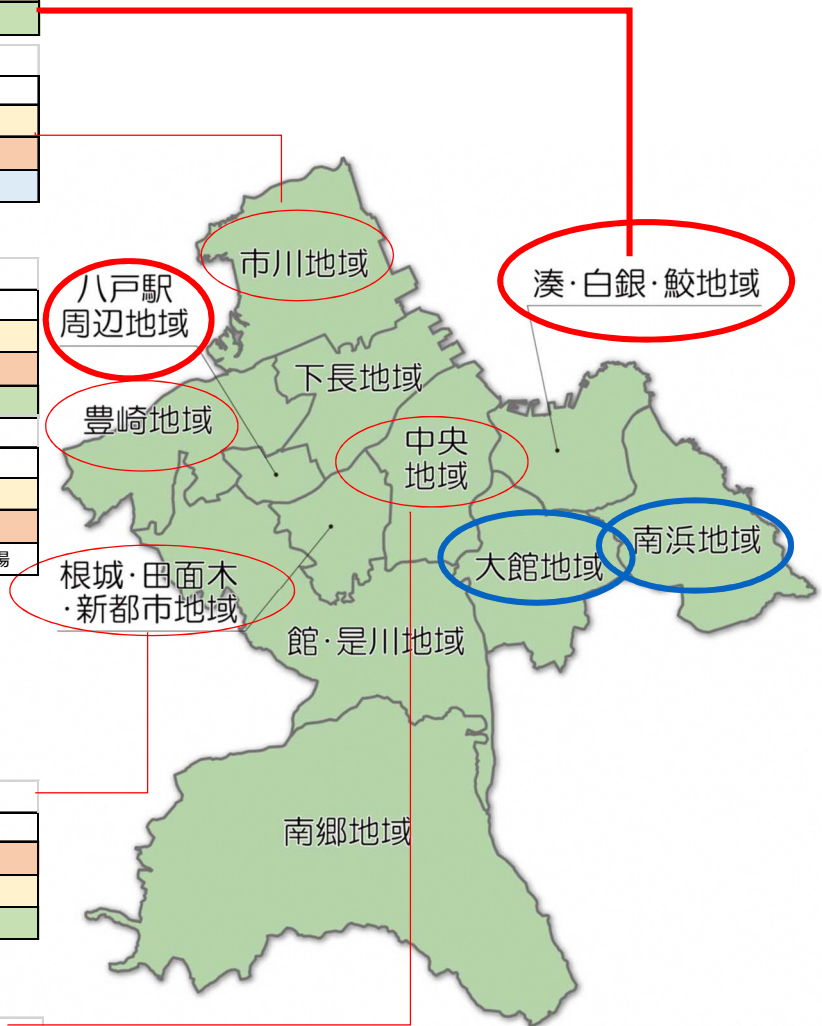 市川地域
八戸駅
周辺地域
湊·白銀·鮫地域
下長地域
豊崎地域
中央
地域
南浜地域
大館地域
場
根城·田面木
·新都市地域
館·是川地域
南郷地域